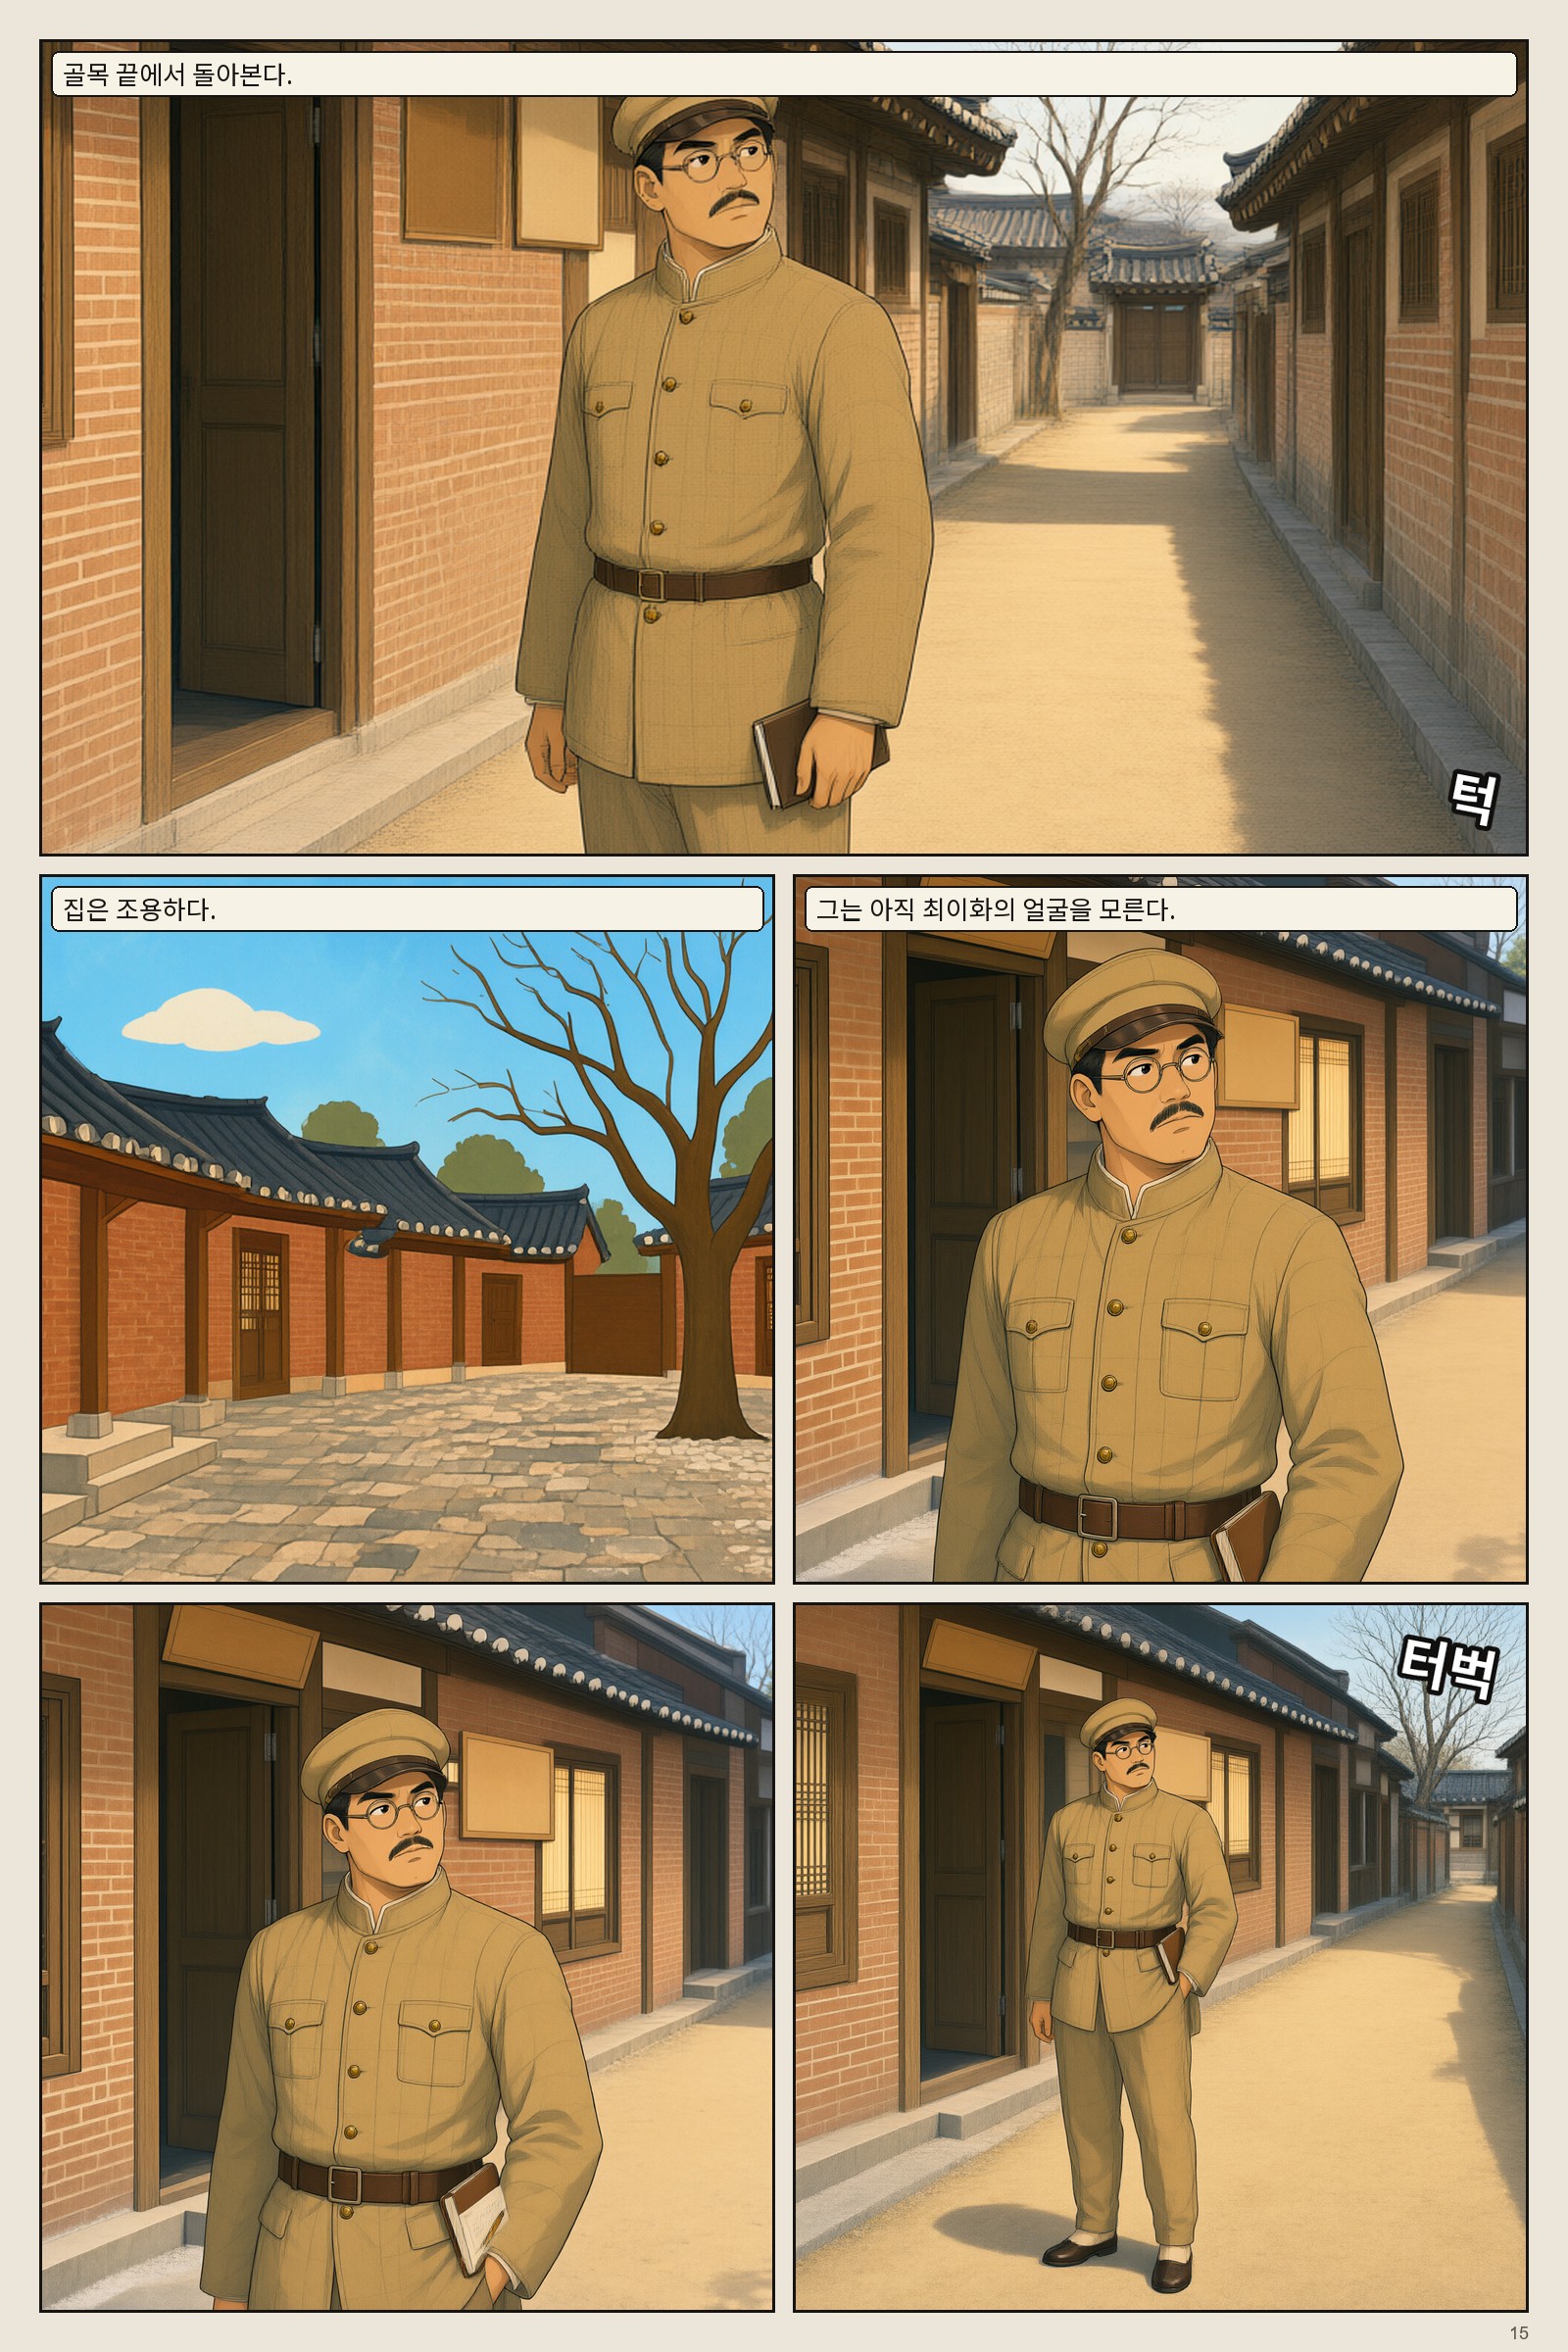 골목 끝에서 돌아본다.
턱
집은 조용하다.
그는 아직 최이화의 얼굴을 모른다.
터벅
15